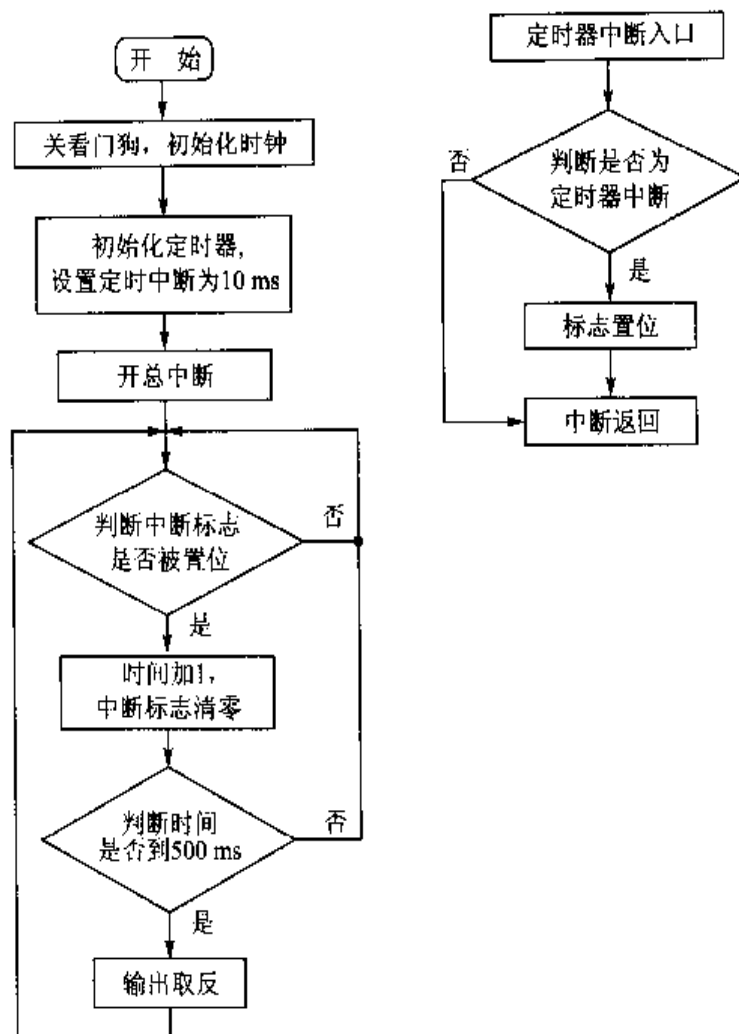 开 始
关看门狗，初始化时钟
初始化定时器，
设置定时中断为10 ms
开总中断
判断中断标志
是否被置位
否
是
时间加1，
中断标志清零
判断时间
是否到500 ms
否
是
输出取反
定时器中断入口
判断是否为
定时器中断
否
是
标志置位
中断返回